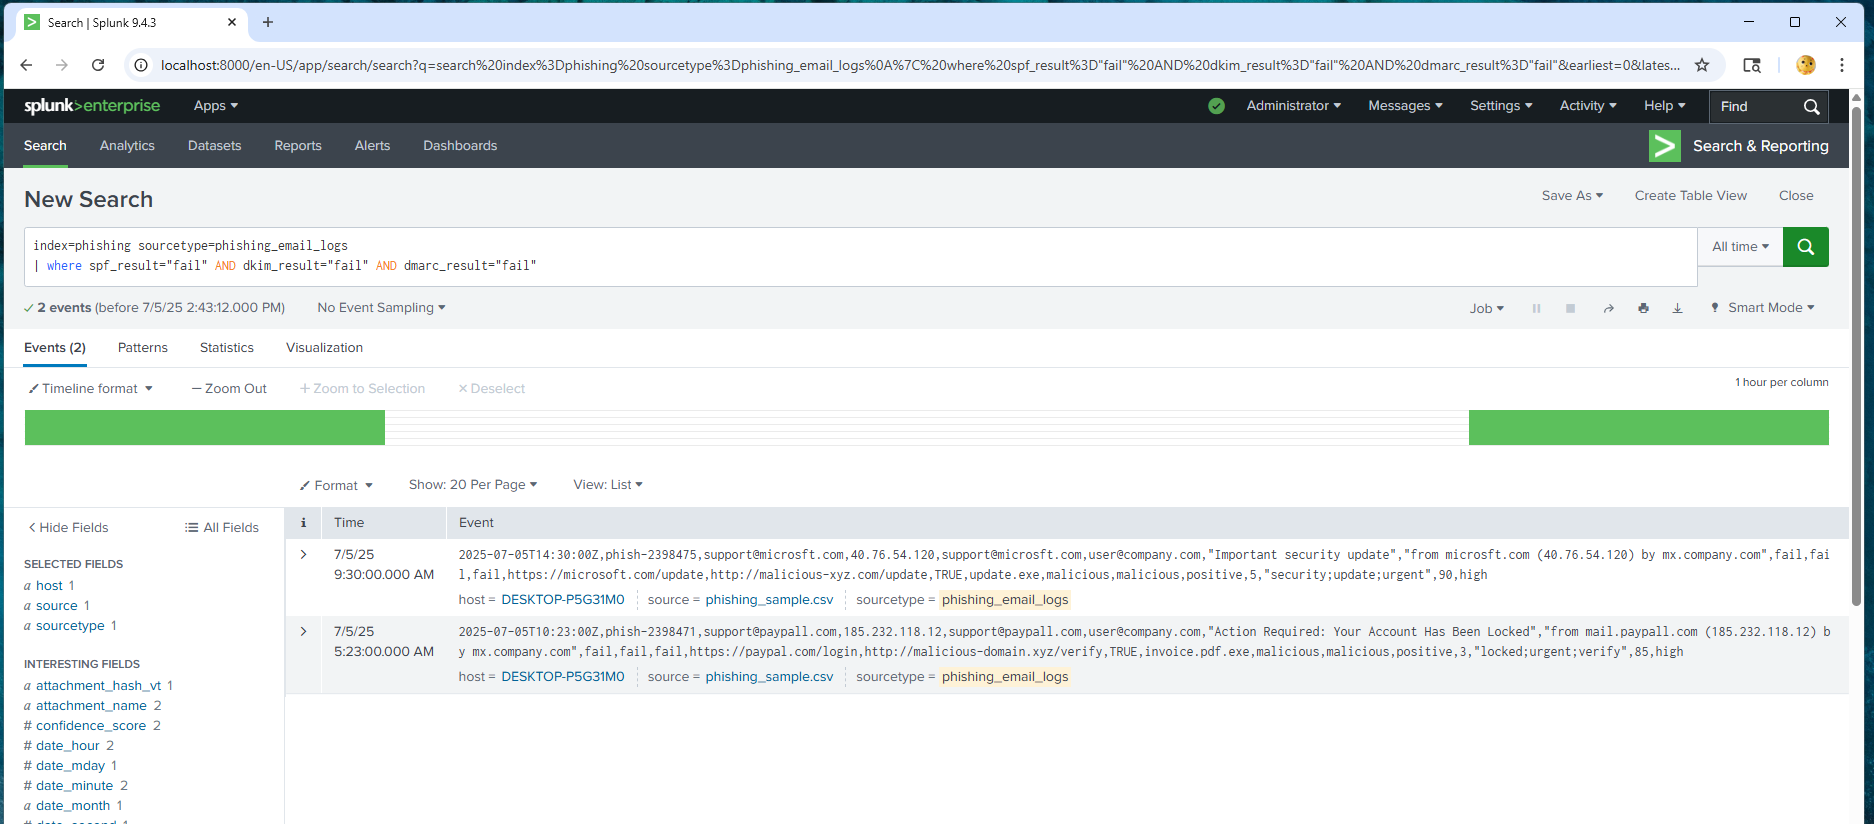 Search | Splunk 9.4.3
localhost:8000/en-US/app/search/search?q=search%20index%3Dphishing%20sourcetype%3Dphishing_email_logs%0A%7C%20where%20spf_result%3D"fail"%20AND%20dkim_result%3D"fail"%20AND%20dmarc_result%3D"fail"&earliest=0&lates...
splunk>enterprise Apps Administrator Messages Settings Activity Help Find
Search Analytics Datasets Reports Alerts Dashboards Search & Reporting
New Search Save As Create Table View Close
index=phishing sourcetype=phishing_email_logs
| where spf_result="fail" AND dkim_result="fail" AND dmarc_result="fail"
All time
2 events (before 7/5/25 2:43:12.000 PM) No Event Sampling Job Smart Mode
Events (2) Patterns Statistics Visualization
Timeline format Zoom Out Zoom to Selection Deselect 1 hour per column
Format Show: 20 Per Page View: List
Hide Fields All Fields
SELECTED FIELDS
a host 1
a source 1
a sourcetype 1
INTERESTING FIELDS
a attachment_hash_vt 1
a attachment_name 2
# confidence_score 2
# date_hour 2
# date_mday 1
# date_minute 2
a date_month 1
i Time Event
7/5/25
9:30:00.000 AM
2025-07-05T14:30:00Z,phish-2398475,support@microsft.com,40.76.54.120,support@microsft.com,user@company.com,"Important security update","from microsft.com (40.76.54.120) by mx.company.com",fail,fai
l,fail,https://microsoft.com/update,http://malicious-xyz.com/update,TRUE,update.exe,malicious,malicious,positive,5,"security;update;urgent",90,high
host = DESKTOP-P5G31M0 source = phishing_sample.csv sourcetype = phishing_email_logs
7/5/25
5:23:00.000 AM
2025-07-05T10:23:00Z,phish-2398471,support@paypall.com,185.232.118.12,support@paypall.com,user@company.com,"Action Required: Your Account Has Been Locked","from mail.paypall.com (185.232.118.12) b
y mx.company.com",fail,fail,fail,https://paypal.com/login,http://malicious-domain.xyz/verify,TRUE,invoice.pdf.exe,malicious,malicious,positive,3,"locked;urgent;verify",85,high
host = DESKTOP-P5G31M0 source = phishing_sample.csv sourcetype = phishing_email_logs